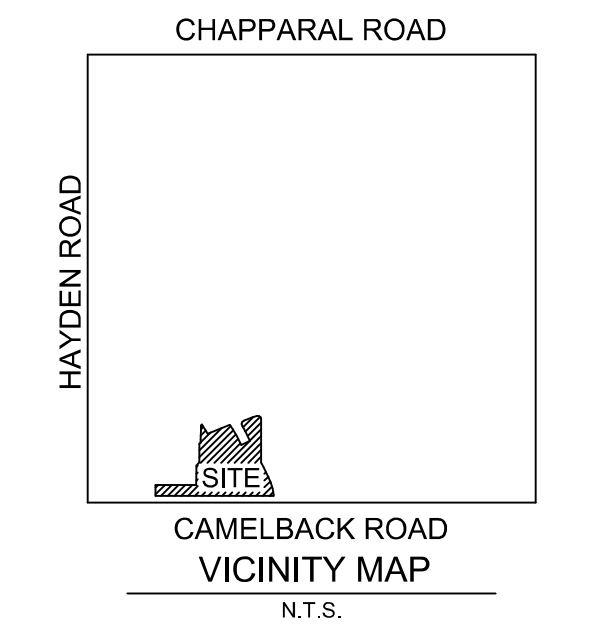 CHAPPARAL ROAD
HAYDEN ROAD
SITE
CAMELBACK ROAD
VICINITY MAP
N.T.S.